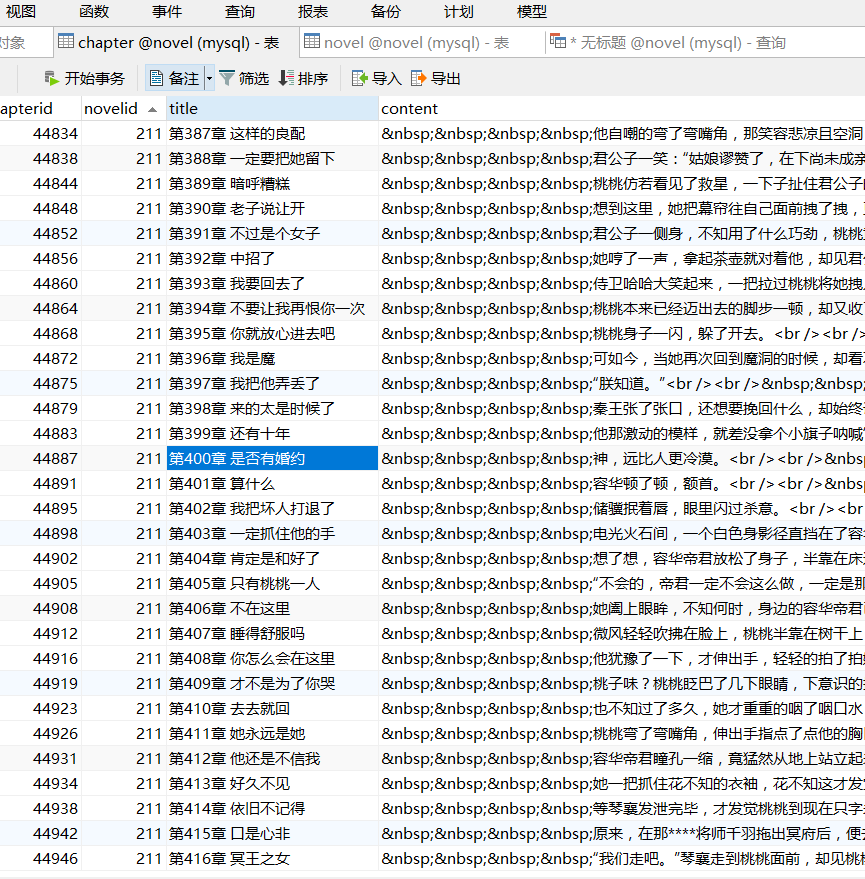 视图 函数 事件 查询 报表 备份 计划 模型
对象 chapter @novel (mysql) - 表 novel @novel (mysql) - 表 * 无标题 @novel (mysql) - 查询
开始事务 备注 筛选 排序 导入 导出
apterid novelid title content
44834 211 第387章 这样的良配 &nbsp;&nbsp;&nbsp;&nbsp;他自嘲的弯了弯嘴角，那笑容悲凉且空洞
44838 211 第388章 一定要把她留下 &nbsp;&nbsp;&nbsp;&nbsp;君公子一笑：“姑娘谬赞了，在下尚未成亲
44844 211 第389章 暗呼糟糕 &nbsp;&nbsp;&nbsp;&nbsp;桃桃仿若看见了救星，一下子扯住君公子
44848 211 第390章 老子说让开 &nbsp;&nbsp;&nbsp;&nbsp;想到这里，她把幕帘往自己面前拽了拽，
44852 211 第391章 不过是个女子 &nbsp;&nbsp;&nbsp;&nbsp;君公子一侧身，不知用了什么巧劲，桃桃
44856 211 第392章 中招了 &nbsp;&nbsp;&nbsp;&nbsp;她哼了一声，拿起茶壶就对着他，却见君
44860 211 第393章 我要回去了 &nbsp;&nbsp;&nbsp;&nbsp;侍卫哈哈大笑起来，一把拉过桃桃将她拽
44864 211 第394章 不要让我再恨你一次 &nbsp;&nbsp;&nbsp;&nbsp;桃桃本来已经迈出去的脚步一顿，却又收
44868 211 第395章 你就放心进去吧 &nbsp;&nbsp;&nbsp;&nbsp;桃桃身子一闪，躲了开去。<br /><br />
44872 211 第396章 我是魔 &nbsp;&nbsp;&nbsp;&nbsp;可如今，当她再次回到魔洞的时候，却看
44875 211 第397章 我把他弄丢了 &nbsp;&nbsp;&nbsp;&nbsp;“朕知道。”<br /><br />&nbsp;&nbsp;
44879 211 第398章 来的太是时候了 &nbsp;&nbsp;&nbsp;&nbsp;秦王张了张口，还想要挽回什么，却始终
44883 211 第399章 还有十年 &nbsp;&nbsp;&nbsp;&nbsp;他那激动的模样，就差没拿个小旗子呐喊
44887 211 第400章 是否有婚约 &nbsp;&nbsp;&nbsp;&nbsp;神，远比人更冷漠。<br /><br />&nbs
44891 211 第401章 算什么 &nbsp;&nbsp;&nbsp;&nbsp;容华顿了顿，额首。<br /><br />&nbs
44895 211 第402章 我把坏人打退了 &nbsp;&nbsp;&nbsp;&nbsp;储骥抿着唇，眼里闪过杀意。<br /><br
44898 211 第403章 一定抓住他的手 &nbsp;&nbsp;&nbsp;&nbsp;电光火石间，一个白色身影径直挡在了容
44902 211 第404章 肯定是和好了 &nbsp;&nbsp;&nbsp;&nbsp;想了想，容华帝君放松了身子，半靠在床
44905 211 第405章 只有桃桃一人 &nbsp;&nbsp;&nbsp;&nbsp;“不会的，帝君一定不会这么做，一定是那
44908 211 第406章 不在这里 &nbsp;&nbsp;&nbsp;&nbsp;她阖上眼眸，不知何时，身边的容华帝君
44912 211 第407章 睡得舒服吗 &nbsp;&nbsp;&nbsp;&nbsp;微风轻轻吹拂在脸上，桃桃半靠在树干上
44916 211 第408章 你怎么会在这里 &nbsp;&nbsp;&nbsp;&nbsp;他犹豫了一下，才伸出手，轻轻的拍了拍
44919 211 第409章 才不是为了你哭 &nbsp;&nbsp;&nbsp;&nbsp;桃子味？桃桃眨巴了几下眼睛，下意识的
44923 211 第410章 去去就回 &nbsp;&nbsp;&nbsp;&nbsp;也不知过了多久，她才重重的咽了咽口水
44926 211 第411章 她永远是她 &nbsp;&nbsp;&nbsp;&nbsp;桃桃弯了弯嘴角，伸出手指点了点他的胸
44931 211 第412章 他还是不信我 &nbsp;&nbsp;&nbsp;&nbsp;容华帝君瞳孔一缩，竟猛然从地上站立起
44934 211 第413章 好久不见 &nbsp;&nbsp;&nbsp;&nbsp;她一把抓住花不知的衣袖，花不知这才发
44938 211 第414章 依旧不记得 &nbsp;&nbsp;&nbsp;&nbsp;等琴襄发泄完毕，才发觉桃桃到现在只字
44942 211 第415章 口是心非 &nbsp;&nbsp;&nbsp;&nbsp;原来，在那****将师千羽拖出冥府后，便
44946 211 第416章 冥王之女 &nbsp;&nbsp;&nbsp;&nbsp;“我们走吧。”琴襄走到桃桃面前，却见桃